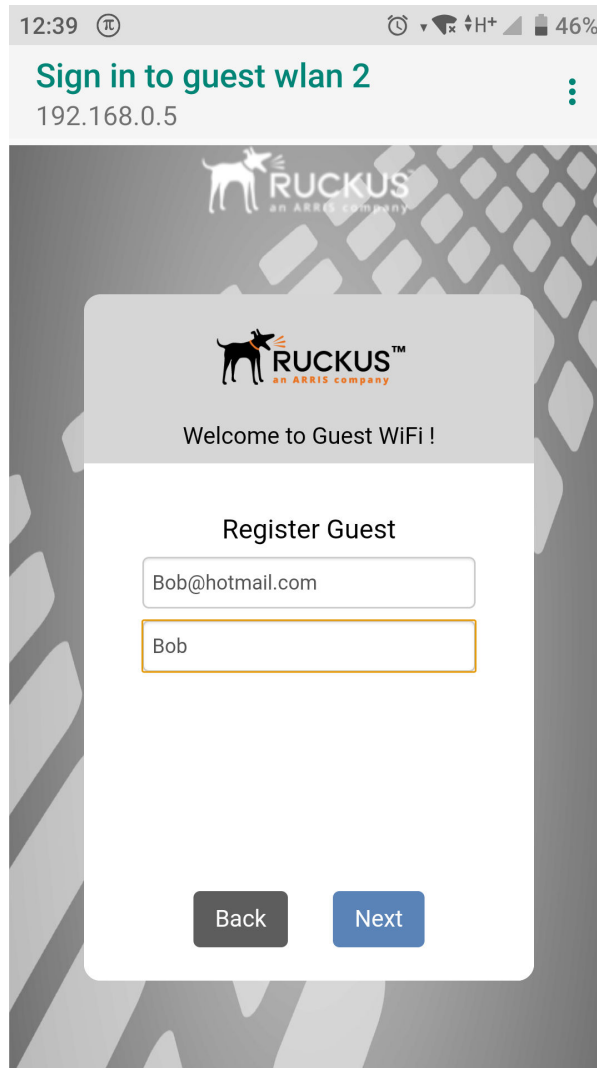 12:39 π H+ 46%
Sign in to guest wlan 2
192.168.0.5
RUCKUS
an ARRIS company
RUCKUS™
an ARRIS company
Welcome to Guest WiFi !
Register Guest
Bob@hotmail.com
Bob
Back Next